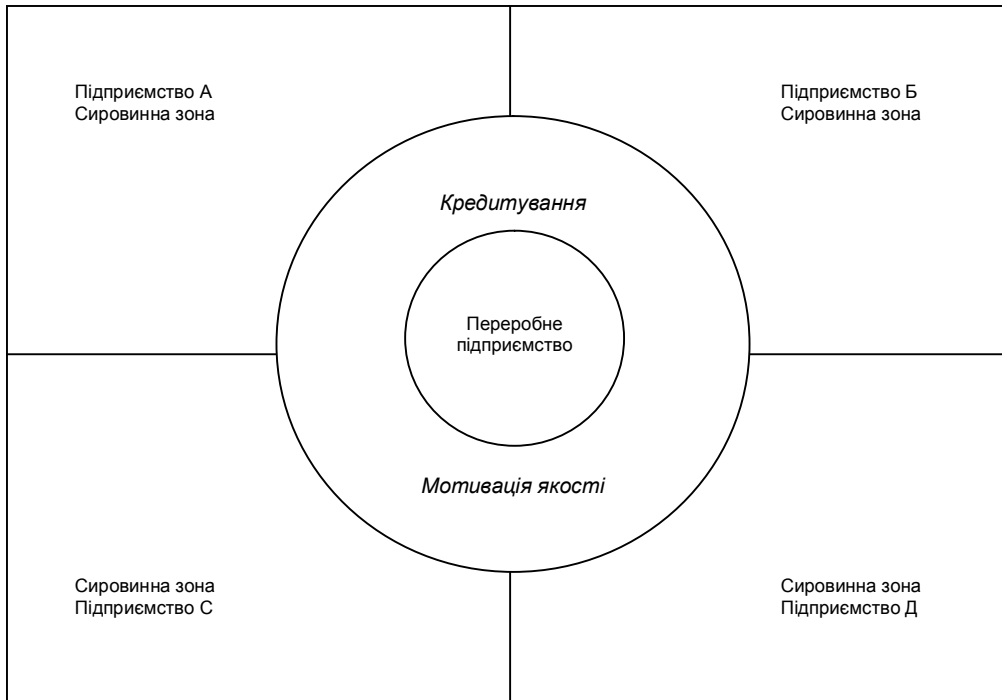 Підприємство А
Сировинна зона
Підприємство Б
Сировинна зона
Кредитування
Переробне
підприємство
Мотивація якості
Сировинна зона
Підприємство С
Сировинна зона
Підприємство Д